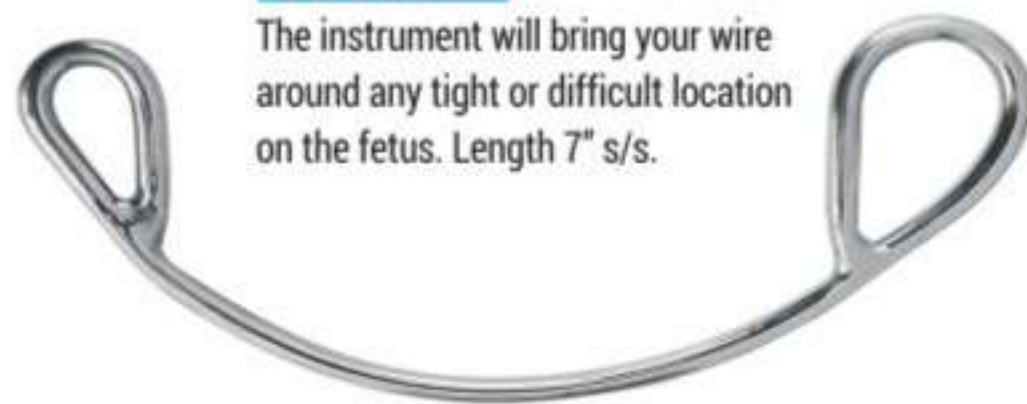 The instrument will bring your wire
around any tight or difficult location
on the fetus. Length 7" s/s.